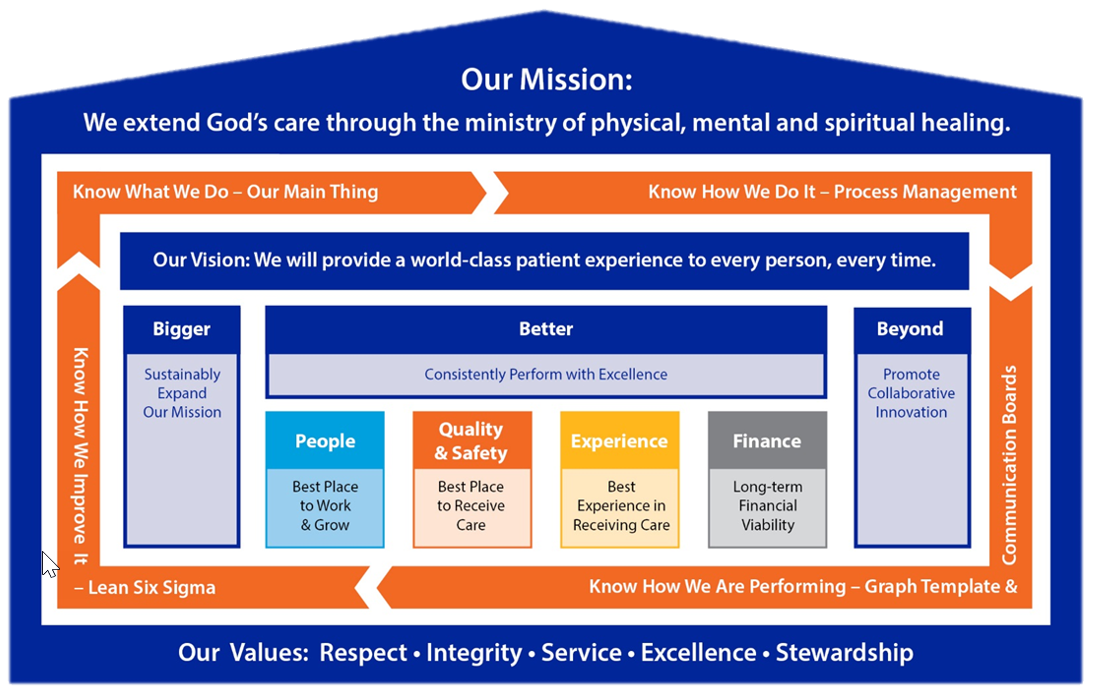 Our Mission:
We extend God's care through the ministry of physical, mental and spiritual healing.
Know What We Do – Our Main Thing
Know How We Do It – Process Management
Our Vision: We will provide a world-class patient experience to every person, every time.
Bigger
Sustainably
Expand
Our Mission
Better
Consistently Perform with Excellence
People
Best Place
to Work
& Grow
Quality
& Safety
Best Place
to Receive
Care
Experience
Best
Experience in
Receiving Care
Finance
Long-term
Financial
Viability
Beyond
Promote
Collaborative
Innovation
Know How We Are Performing – Graph Template &
Communication Boards
Know How We Improve It
– Lean Six Sigma
Our Values: Respect • Integrity • Service • Excellence • Stewardship